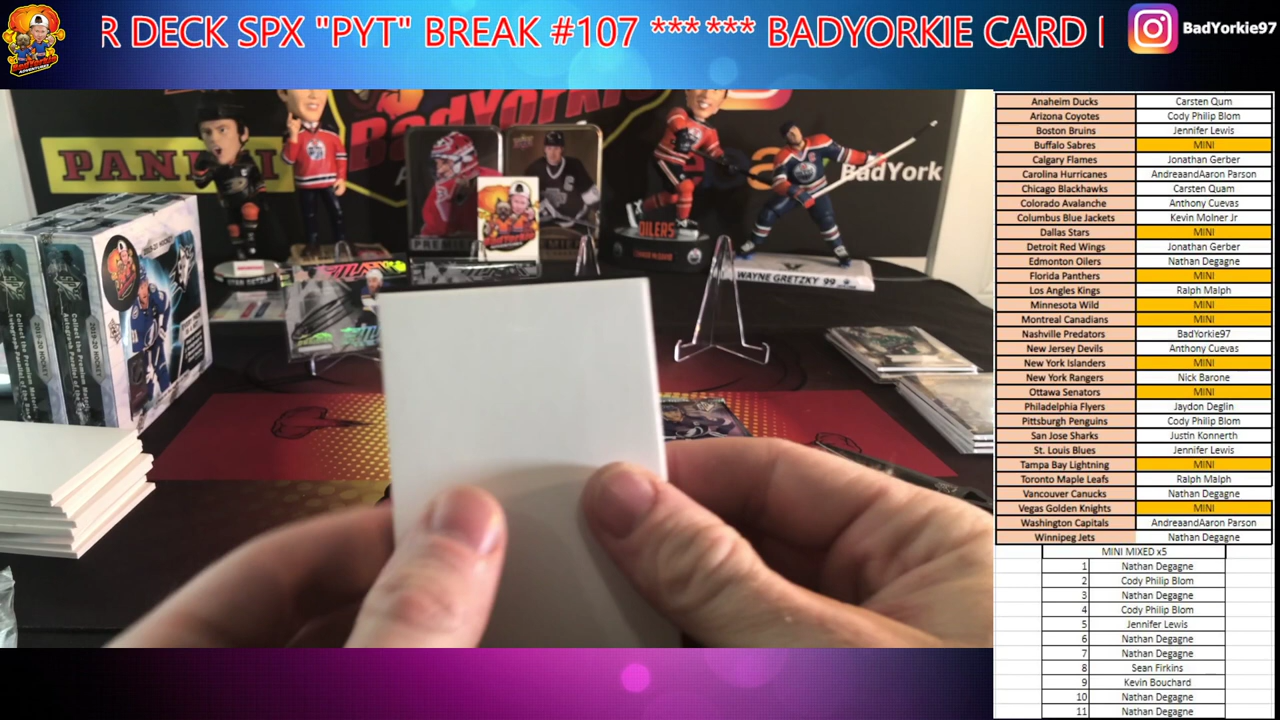 R DECK SPX "PYT" BREAK #107 *** *** BADYORKIE CARD
BadYorkie97
BadYorkie
ADVENTURES
PANINI
BadYorkie
BadYork
PREMIER
OILERS
WAYNE GRETZKY 99
2019-20 HOCKEY
Anaheim Ducks Carsten Qum
Arizona Coyotes Cody Philip Blom
Boston Bruins Jennifer Lewis
Buffalo Sabres MINI
Calgary Flames Jonathan Gerber
Carolina Hurricanes AndreaandAaron Parson
Chicago Blackhawks Carsten Quam
Colorado Avalanche Anthony Cuevas
Columbus Blue Jackets Kevin Molner Jr
Dallas Stars MINI
Detroit Red Wings Jonathan Gerber
Edmonton Oilers Nathan Degagne
Florida Panthers MINI
Los Angeles Kings Ralph Malph
Minnesota Wild MINI
Montreal Canadians MINI
Nashville Predators BadYorkie97
New Jersey Devils Anthony Cuevas
New York Islanders MINI
New York Rangers Nick Barone
Ottawa Senators MINI
Philadelphia Flyers Jaydon Deglin
Pittsburgh Penguins Cody Philip Blom
San Jose Sharks Justin Konnerth
St. Louis Blues Jennifer Lewis
Tampa Bay Lightning MINI
Toronto Maple Leafs Ralph Malph
Vancouver Canucks Nathan Degagne
Vegas Golden Knights MINI
Washington Capitals AndreaandAaron Parson
Winnipeg Jets Nathan Degagne
MINI MIXED x5
1 Nathan Degagne
2 Cody Philip Blom
3 Nathan Degagne
4 Cody Philip Blom
5 Jennifer Lewis
6 Nathan Degagne
7 Nathan Degagne
8 Sean Firkins
9 Kevin Bouchard
10 Nathan Degagne
11 Nathan Degagne